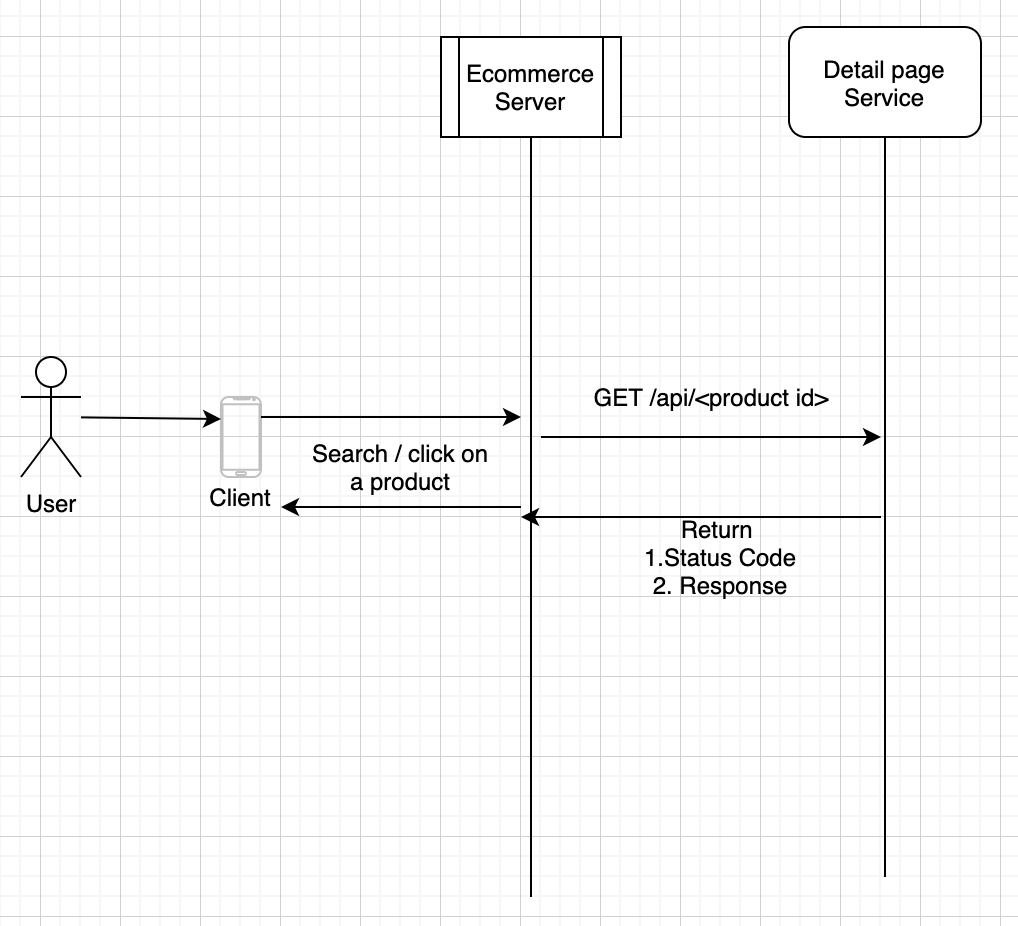 Ecommerce
Server
Detail page
Service
GET /api/<product id>
Search / click on
a product
User
Client
Return
1.Status Code
2. Response